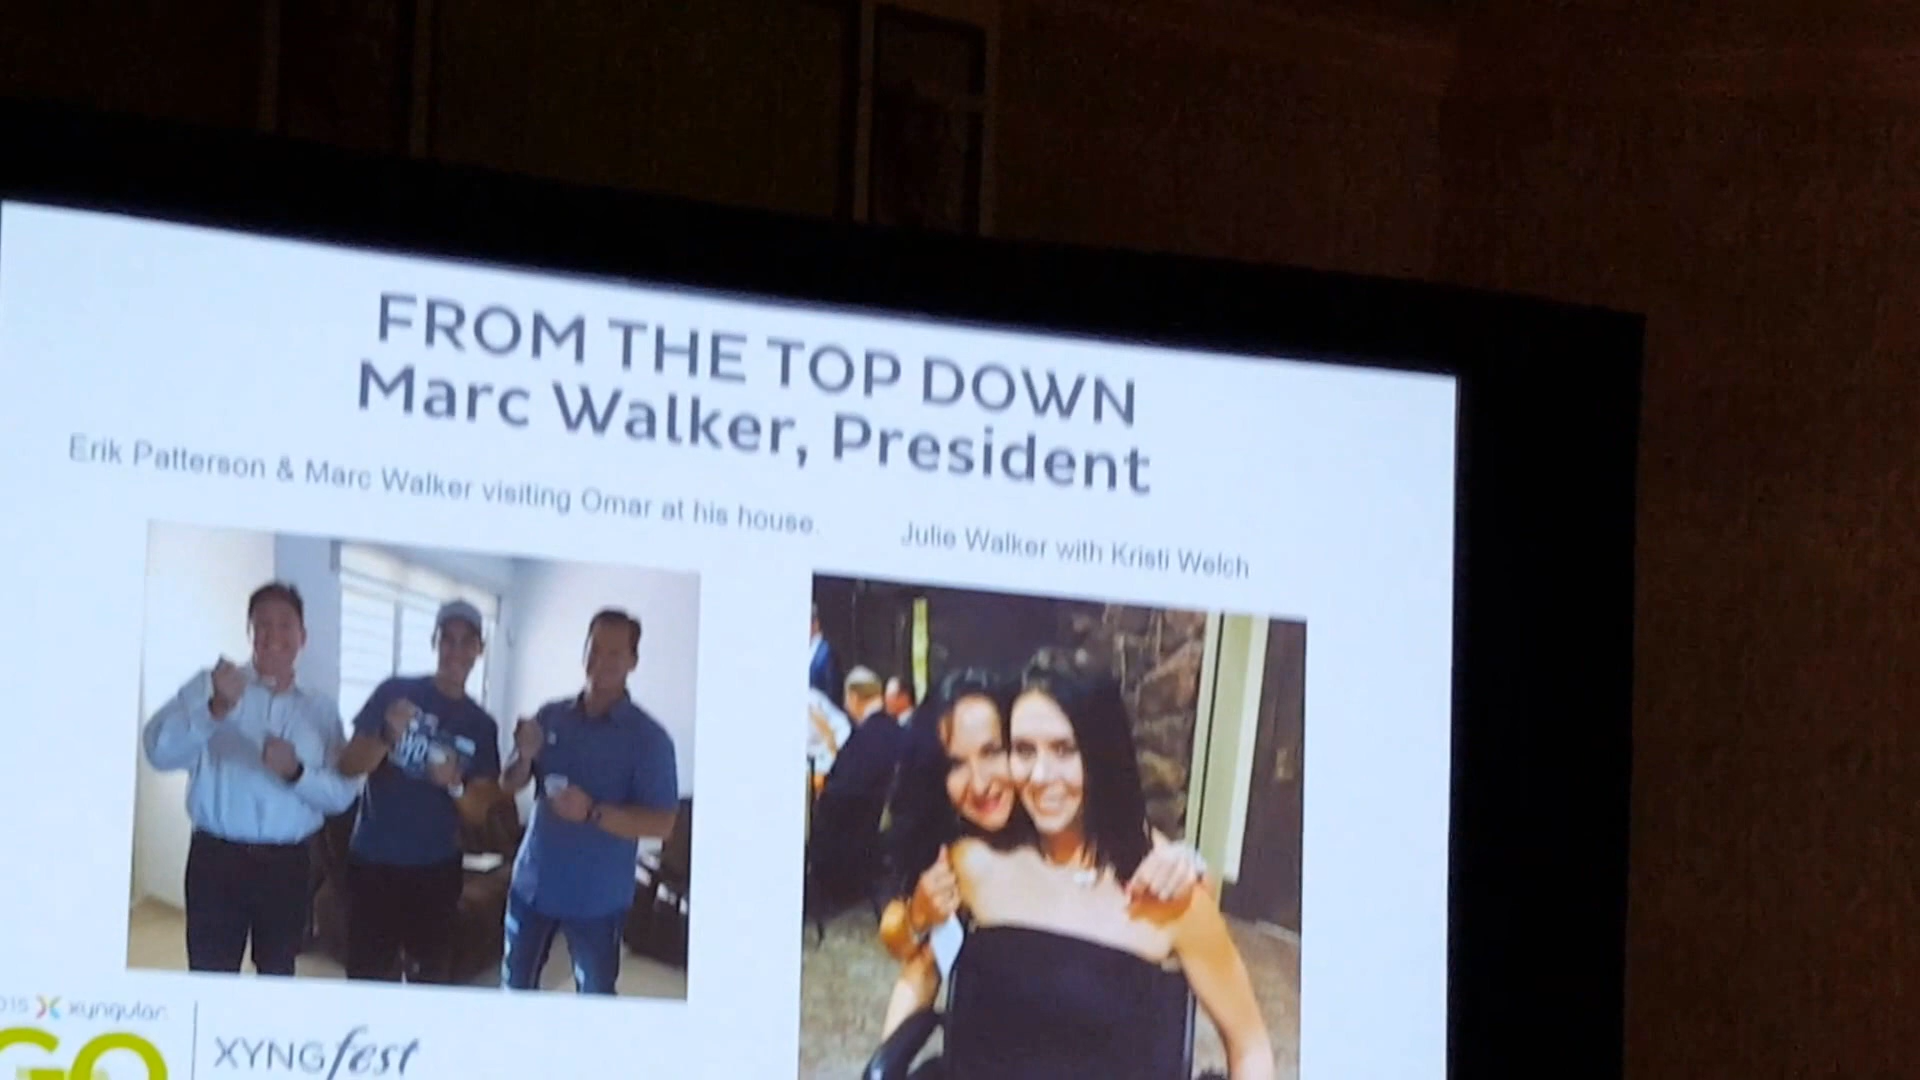 FROM THE TOP DOWN
Marc Walker, President
Erik Patterson & Marc Walker visiting Omar at his house.
Julie Walker with Kristi Welch
015 xyngular
GO
XYNGfest